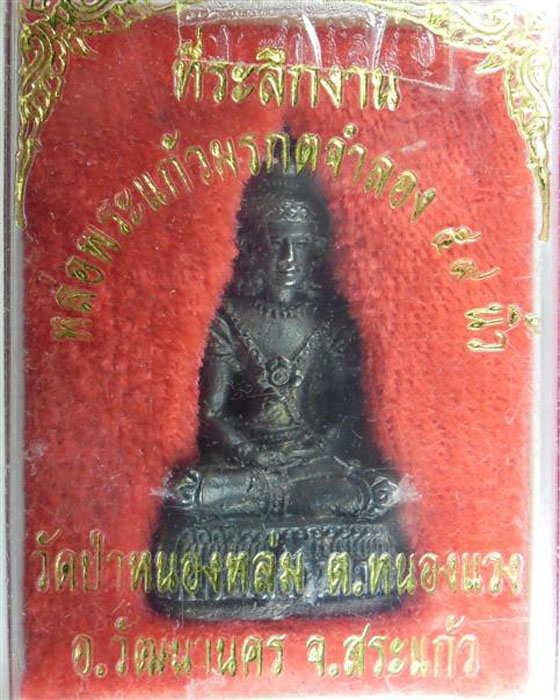 ที่ระลึกงาน
หล่อพระแก้วมรกตจำลอง ๕๙ นิ้ว
วัดป่าหนองหล่ม ต.หนองแวง
อ.วัฒนานคร จ.สระแก้ว